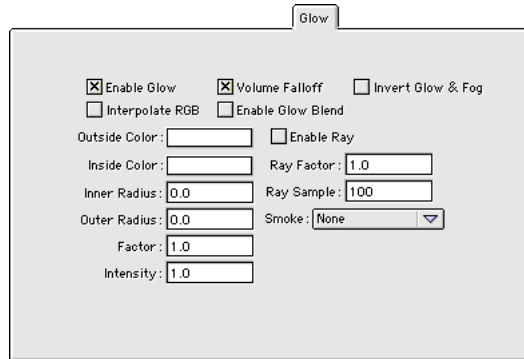 Glow
Enable Glow Volume Falloff Invert Glow & Fog
Interpolate RGB Enable Glow Blend
Outside Color: Enable Ray
Inside Color: Ray Factor: 1.0
Inner Radius: 0.0 Ray Sample: 100
Outer Radius: 0.0 Smoke: None
Factor: 1.0
Intensity: 1.0